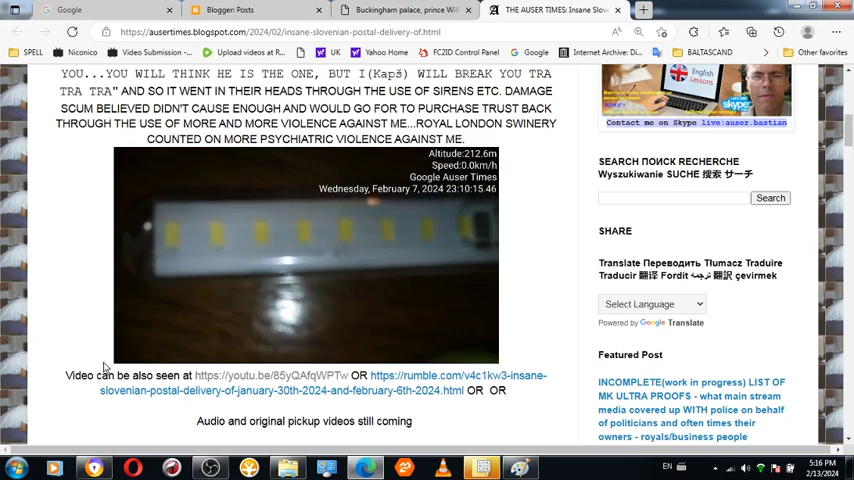 Google
Blogger: Posts
Buckingham palace, prince Wil
THE AUSER TIMES: Insane Slov
https://ausertimes.blogspot.com/2024/02/insane-slovenian-postal-delivery-of.html
SPELL
Niconico
Video Submission -...
Upload videos at R...
UK
Yahoo Home
FC2ID Control Panel
Google
Internet Archive: Di...
BALTASCAND
Other favorites
YOU...YOU WILL THINK HE IS THE ONE, BUT I(Kapš) WILL BREAK YOU TRA
TRA TRA" AND SO IT WENT IN THEIR HEADS THROUGH THE USE OF SIRENS ETC. DAMAGE
SCUM BELIEVED DIDN'T CAUSE ENOUGH AND WOULD GO FOR TO PURCHASE TRUST BACK
THROUGH THE USE OF MORE AND MORE VIOLENCE AGAINST ME...ROYAL LONDON SWINERY
COUNTED ON MORE PSYCHIATRIC VIOLENCE AGAINST ME.
Altitude:212.6m
Speed:0.0km/h
Google Auser Times
Wednesday, February 7, 2024 23:10:15.46
Video can be also seen at https://youtu.be/85yQAfqWPTw OR https://rumble.com/v4c1kw3-insane-
slovenian-postal-delivery-of-january-30th-2024-and-february-6th-2024.html OR OR
Audio and original pickup videos still coming
English
Lessons
skype
Contact me on Skype live:auser.bastian
SEARCH ПОИСК RECHERCHE
Wyszukiwanie SUCHE 搜索 サーチ
Search
SHARE
Translate Переводить Tłumacz Traduire
Traducir 翻译 Fordit ترجمة 翻訳 çevirmek
Select Language
Powered by Google Translate
Featured Post
INCOMPLETE(work in progress) LIST OF
MK ULTRA PROOFS - what main stream
media covered up WITH police on behalf
of politicians and often times their
owners - royals/business people
EN
5:16 PM
2/13/2024